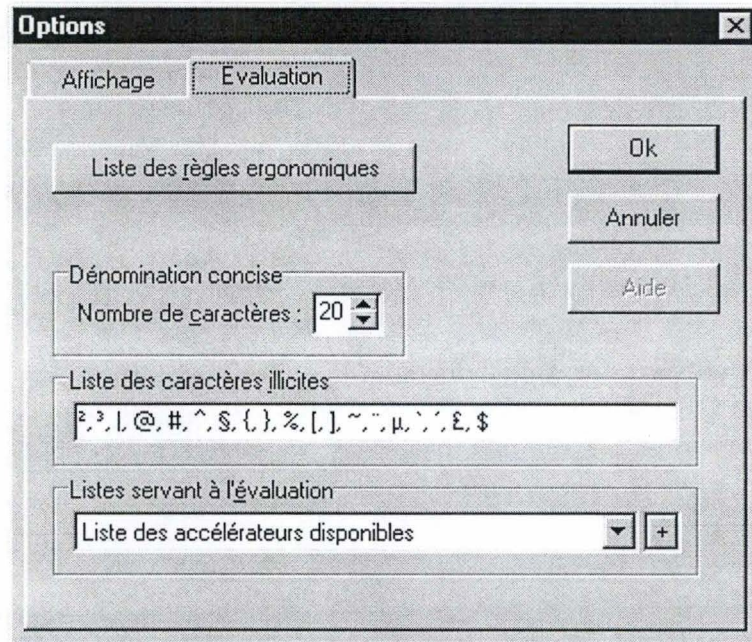 Options
Affichage
Evaluation
Liste des règles ergonomiques
Ok
Annuler
Aide
Dénomination concise
Nombre de caractères : 20
Liste des caractères illicites
²,³, |, @, #, ^, §, {, }, %, [, ], ~,¨, µ, `, ´, £, $
Listes servant à l'évaluation
Liste des accélérateurs disponibles
+